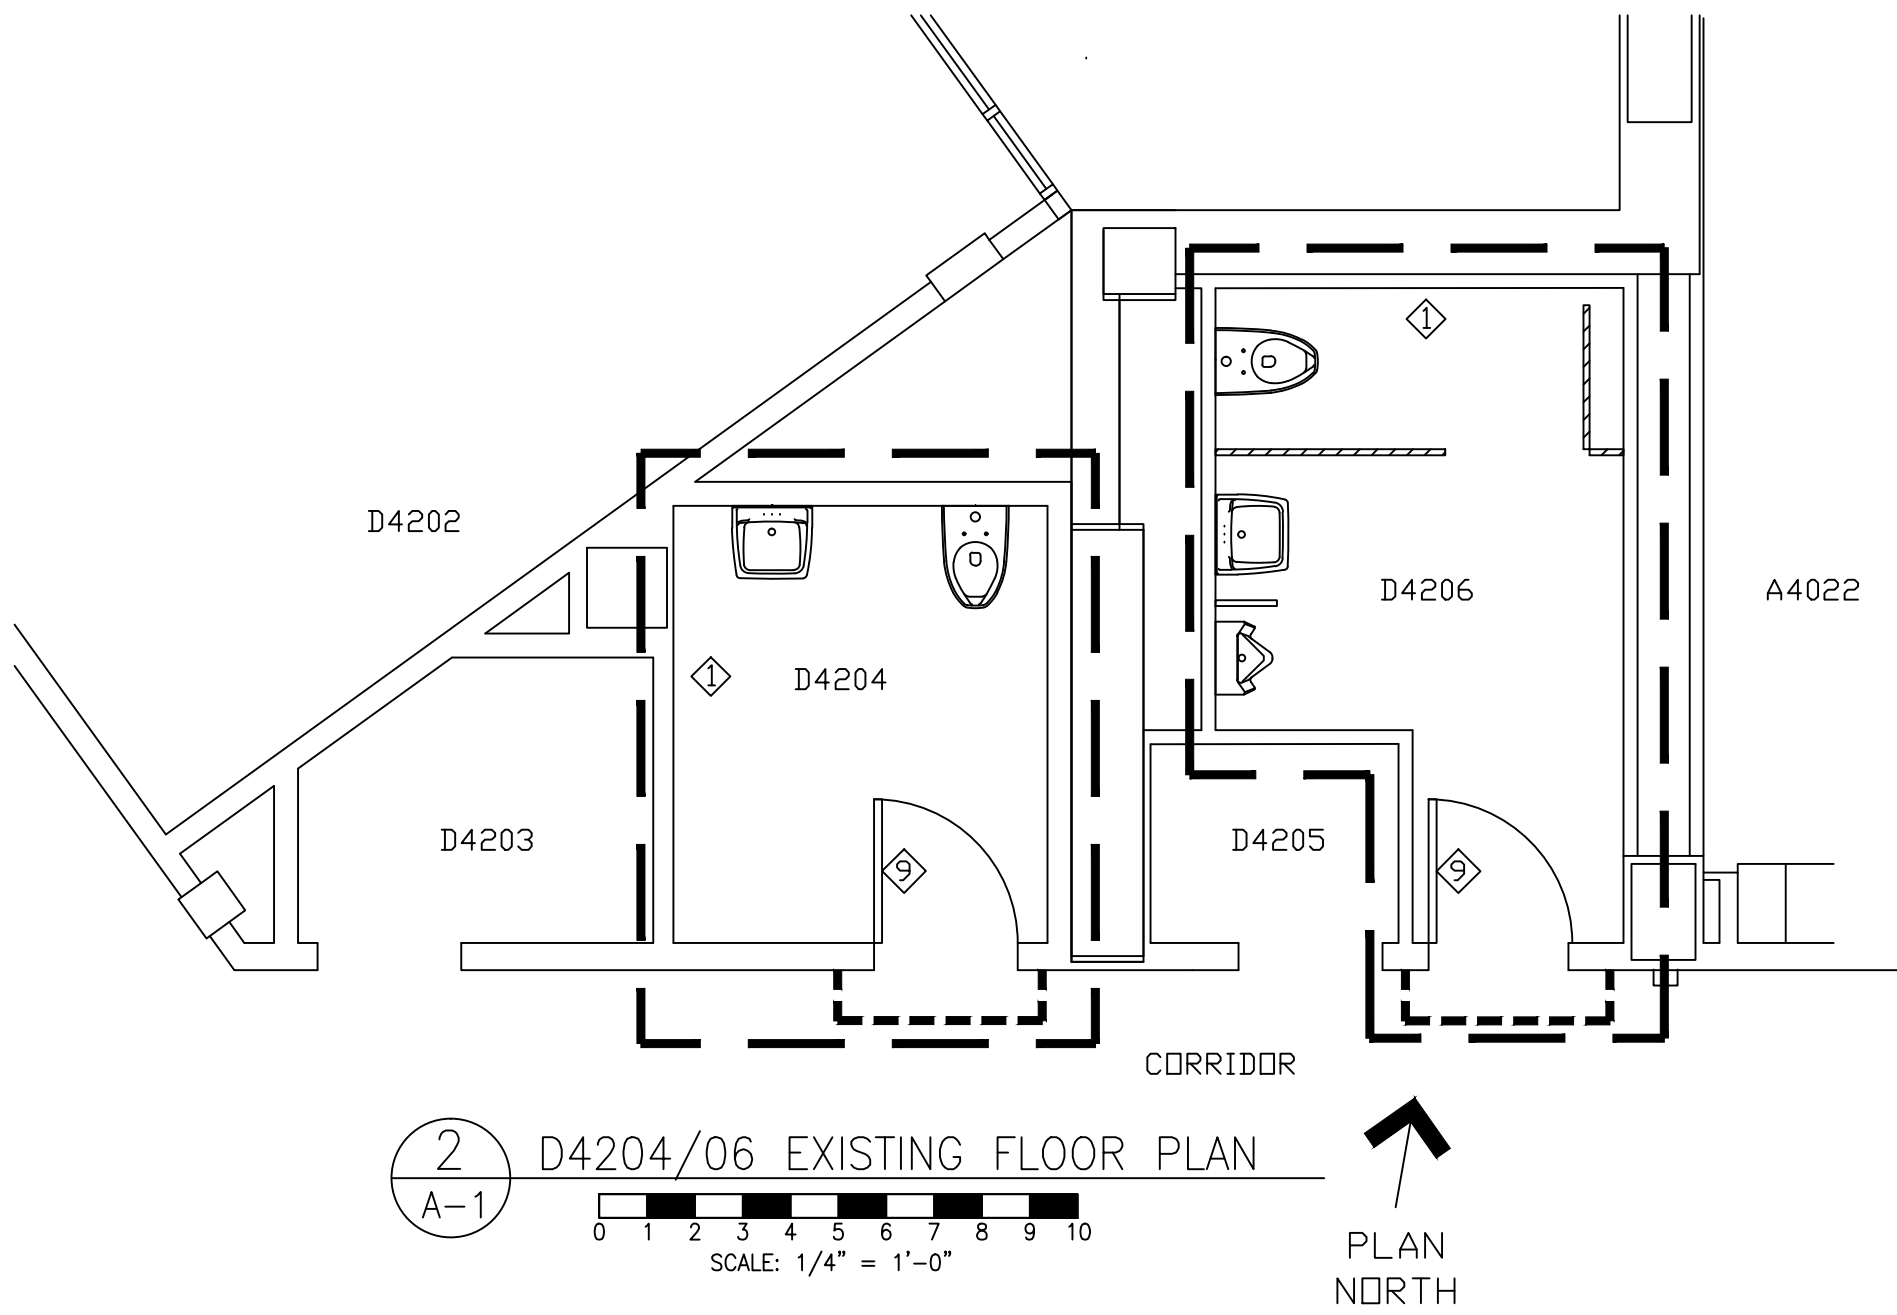 1
D4202
D4206
A4022
1
D4204
D4203
D4205
9
9
CORRIDOR
2
A-1
D4204/06 EXISTING FLOOR PLAN
0 1 2 3 4 5 6 7 8 9 10
SCALE: 1/4" = 1'-0"
PLAN
NORTH